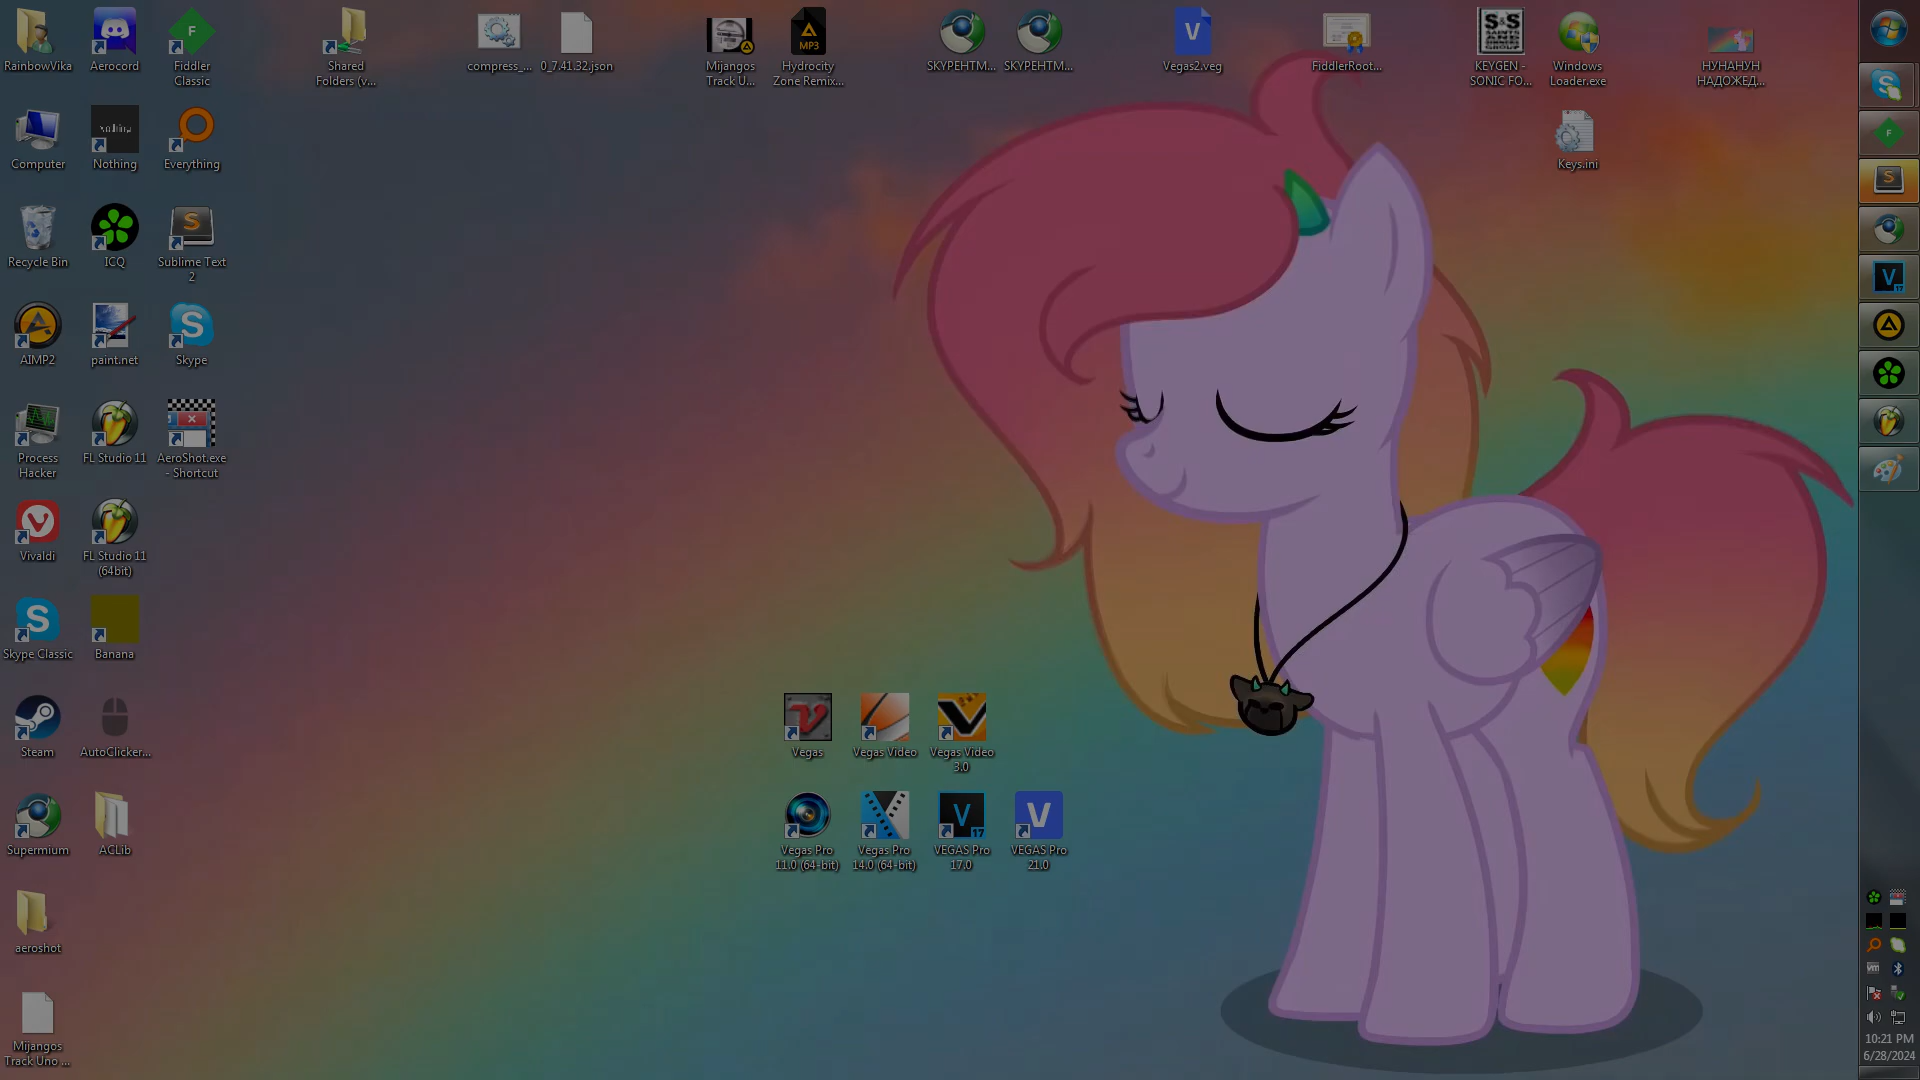 RainbowVika
Aerocord
Fiddler
Classic
Shared
Folders (v...
compress_...
0_7.41.32.json
Mijangos
Track U...
MP3
Hydrocity
Zone Remix...
SKYPEHTM...
SKYPEHTM...
V
Vegas2.veg
FiddlerRoot...
S&S
KEYGEN -
SONIC FO...
Windows
Loader.exe
НУНАНУН
НАДОЖЕД...
Computer
Nothing
Everything
Keys.ini
Recycle Bin
ICQ
Sublime Text
2
AIMP2
paint.net
Skype
Process
Hacker
FL Studio 11
AeroShot.exe
- Shortcut
Vivaldi
FL Studio 11
(64bit)
Skype Classic
Banana
Steam
AutoClicker...
Vegas
Vegas Video
Vegas Video
3.0
Supermium
ACLib
Vegas Pro
11.0 (64-bit)
Vegas Pro
14.0 (64-bit)
VEGAS Pro
17.0
VEGAS Pro
21.0
aeroshot
Mijangos
Track Uno ...
10:21 PM
6/28/2024